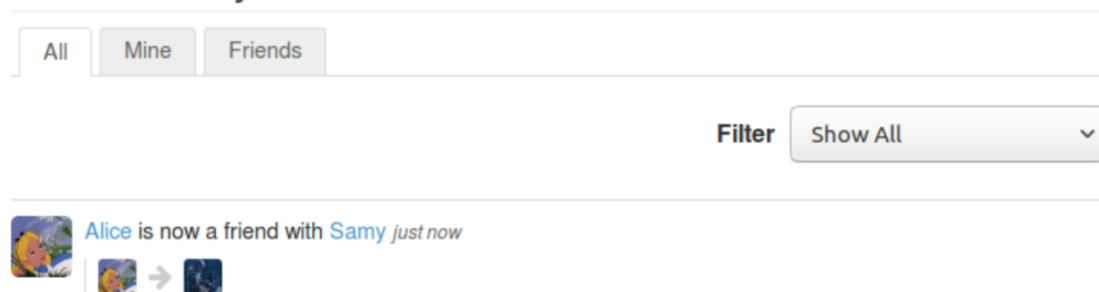 All
Mine
Friends
Filter
Show All
Alice is now a friend with Samy just now